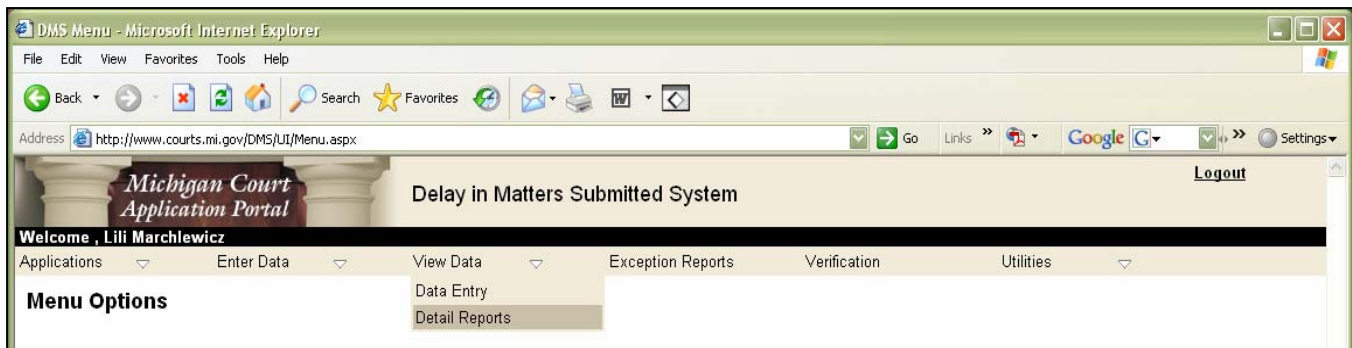 DMS Menu - Microsoft Internet Explorer
File Edit View Favorites Tools Help
Back Search Favorites
Address http://www.courts.mi.gov/DMS/UI/Menu.aspx Go Links » Google G » Settings
Michigan Court
Application Portal
Delay in Matters Submitted System
Logout
Welcome , Lili Marchlewicz
Applications Enter Data View Data Exception Reports Verification Utilities
Menu Options
Data Entry
Detail Reports